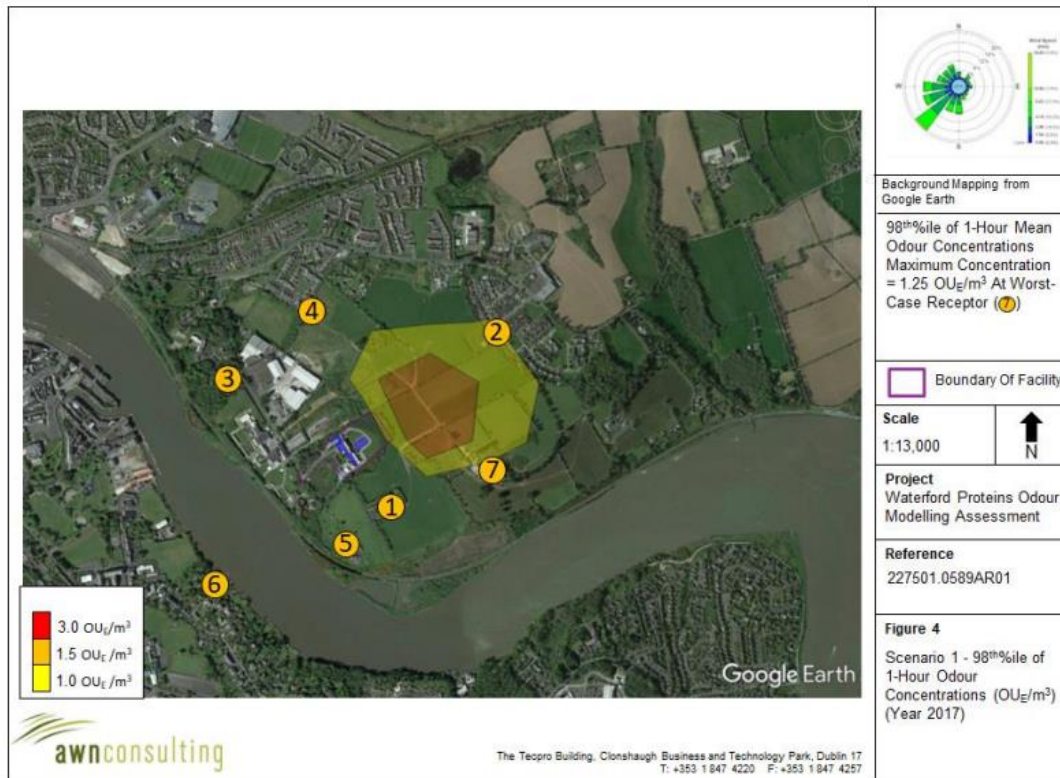 4
2
3
7
1
5
6
3.0 OUE/m³
1.5 OUE/m³
1.0 OUE/m³
Google Earth
awnconsulting
The Tecpro Building, Clonshaugh Business and Technology Park, Dublin 17
T: +353 1 847 4220 F: +353 1 847 4257
N
W
E
S
Background Mapping from
Google Earth
98th%ile of 1-Hour Mean
Odour Concentrations
Maximum Concentration
= 1.25 OUE/m³ At Worst-
Case Receptor (7)
Boundary Of Facility
Scale
1:13,000
N
Project
Waterford Proteins Odour
Modelling Assessment
Reference
227501.0589AR01
Figure 4
Scenario 1 - 98th%ile of
1-Hour Odour
Concentrations (OUE/m³)
(Year 2017)